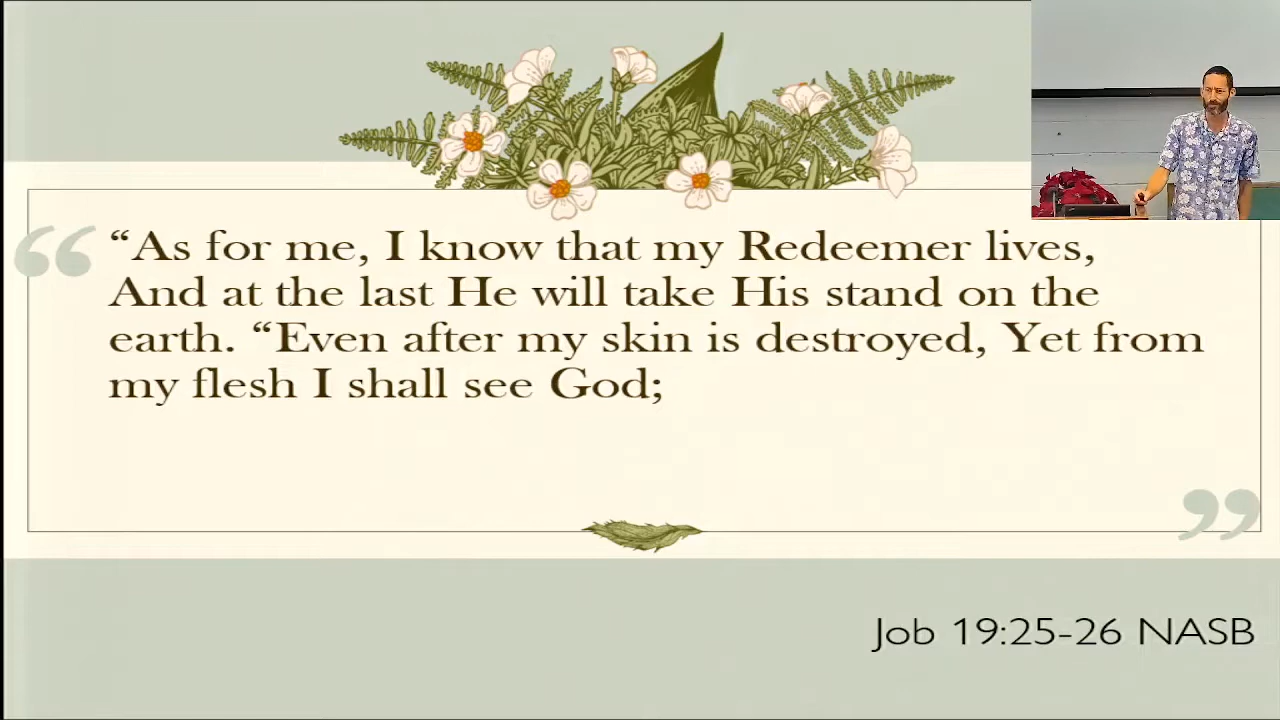 “As for me, I know that my Redeemer lives,
And at the last He will take His stand on the
earth. “Even after my skin is destroyed, Yet from
my flesh I shall see God;
”
Job 19:25-26 NASB